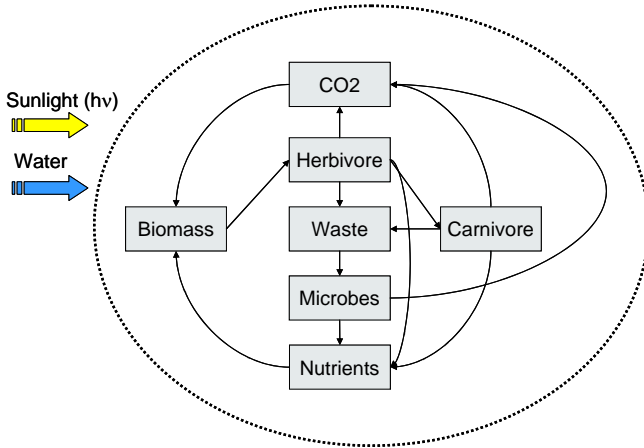 Sunlight (hν)
Water
CO2
Herbivore
Biomass
Waste
Carnivore
Microbes
Nutrients